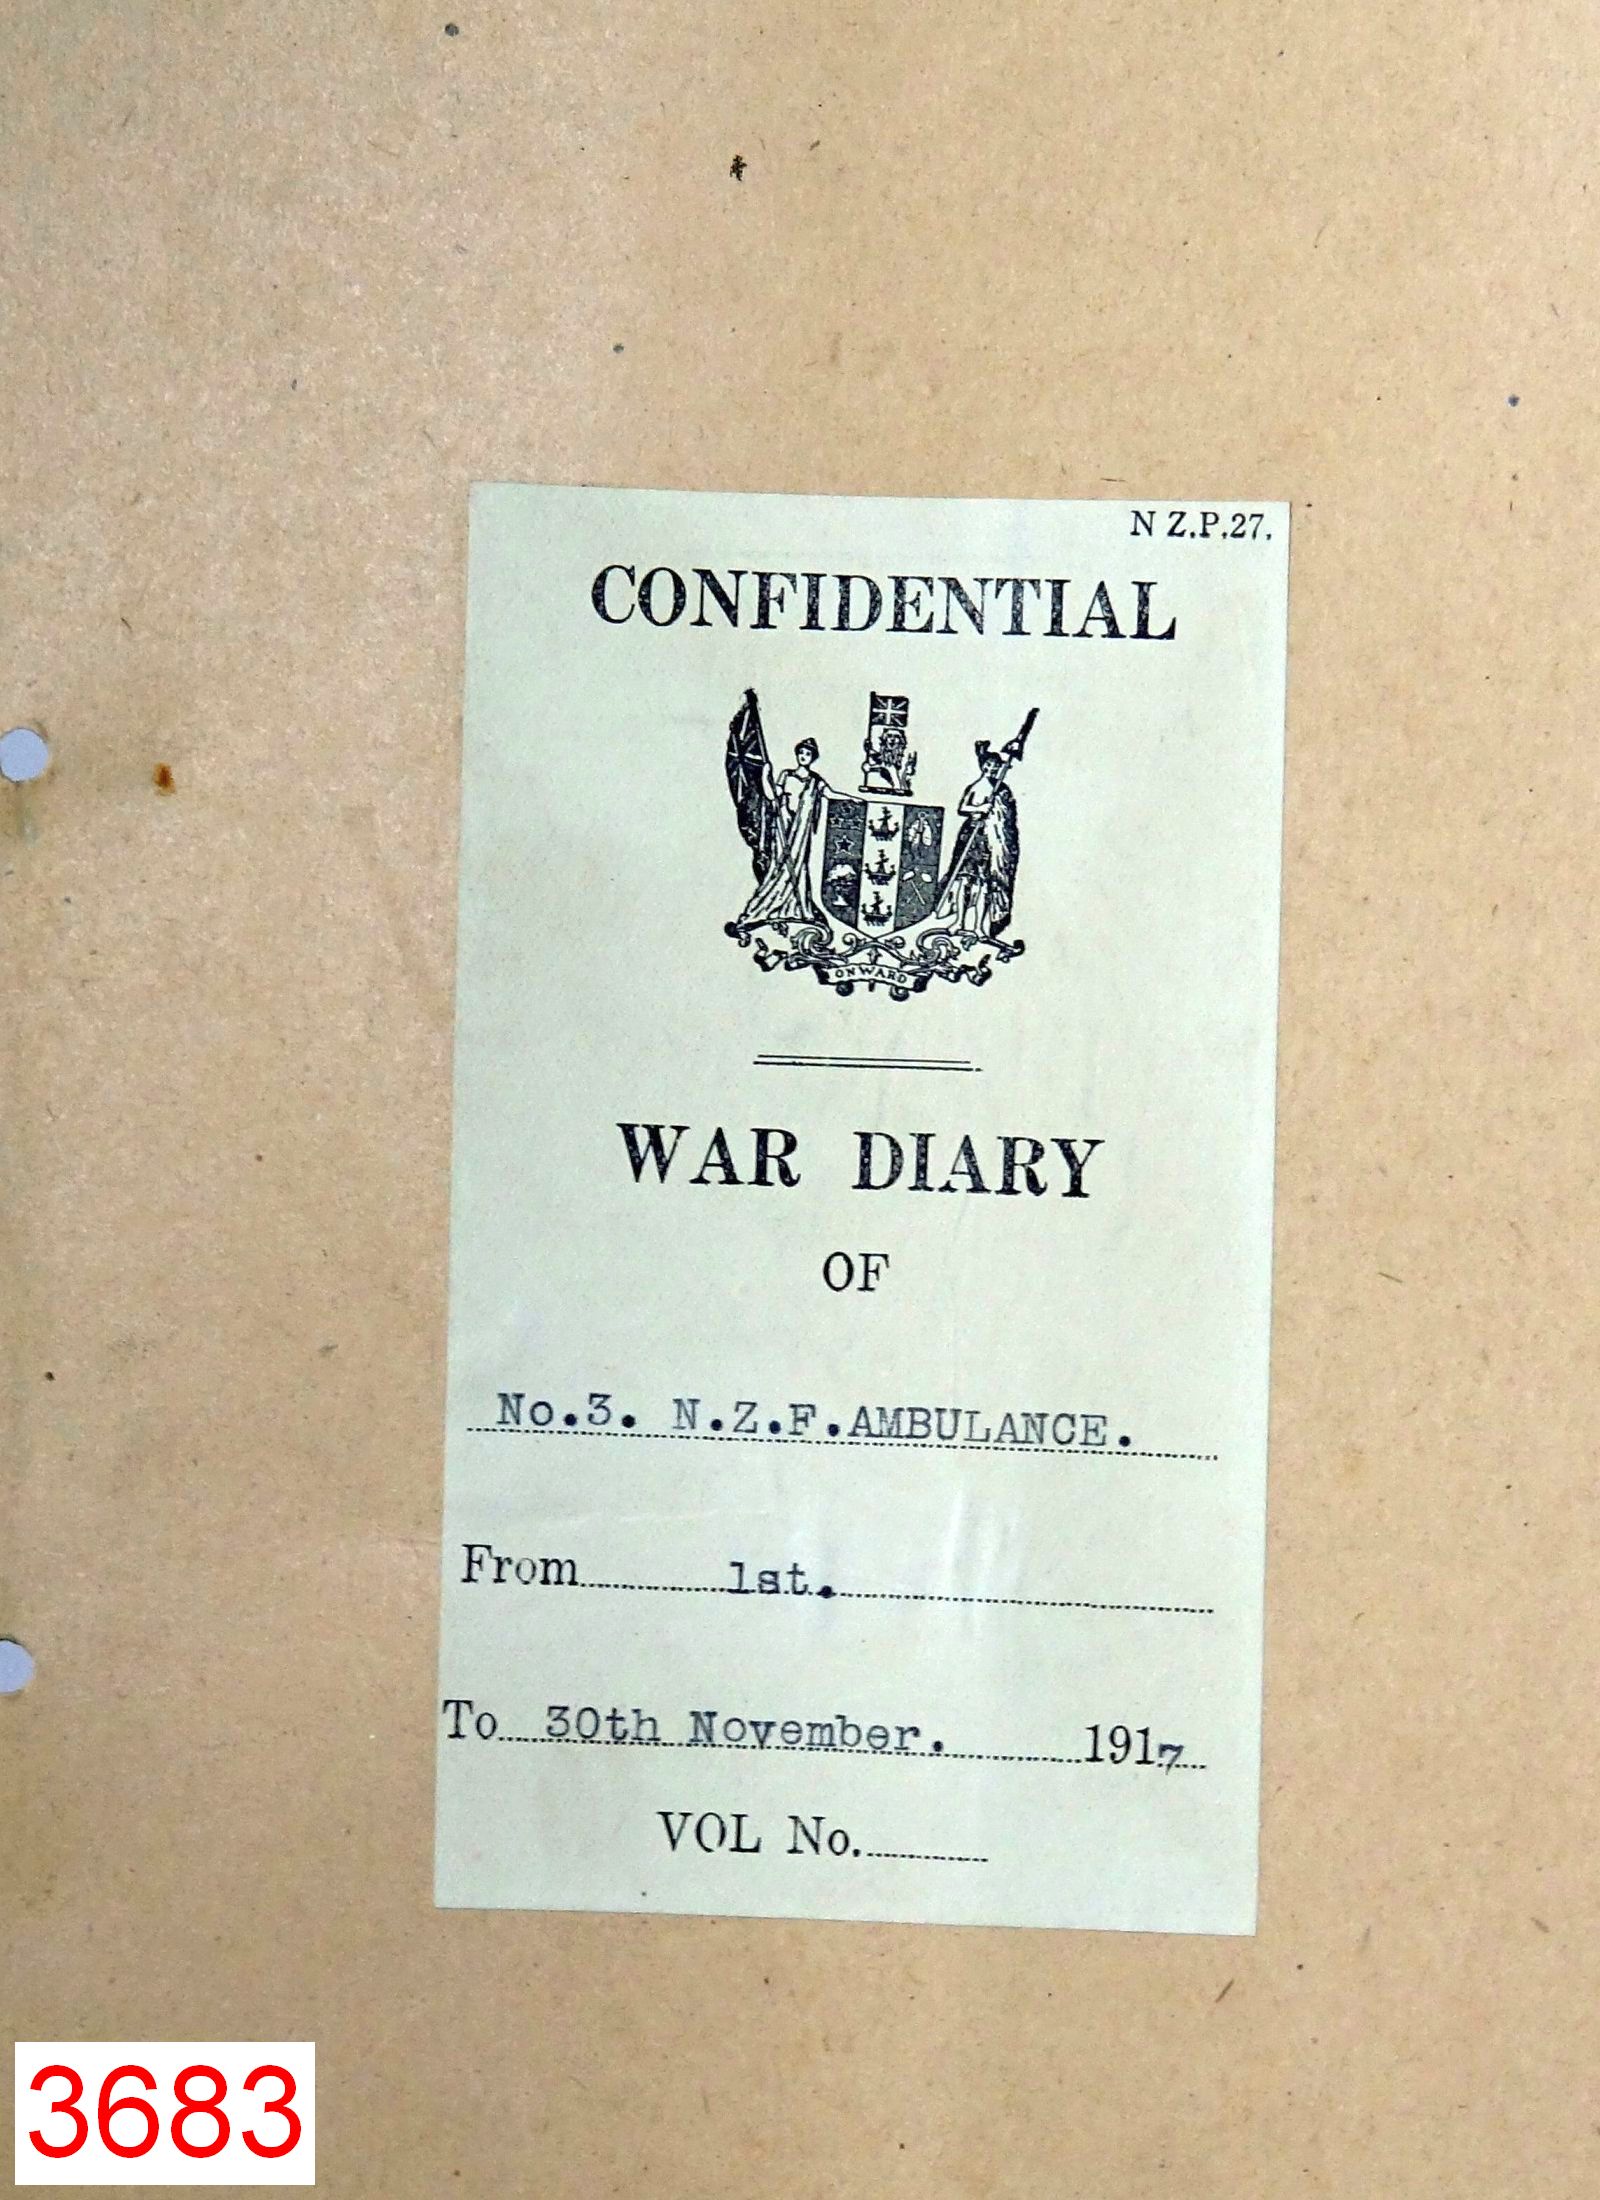 N Z.P.27.
CONFIDENTIAL
ONWARD
WAR DIARY
OF
No.3. N.Z.F.AMBULANCE.
From 1st.
To 30th November. 1917
VOL No.
3683